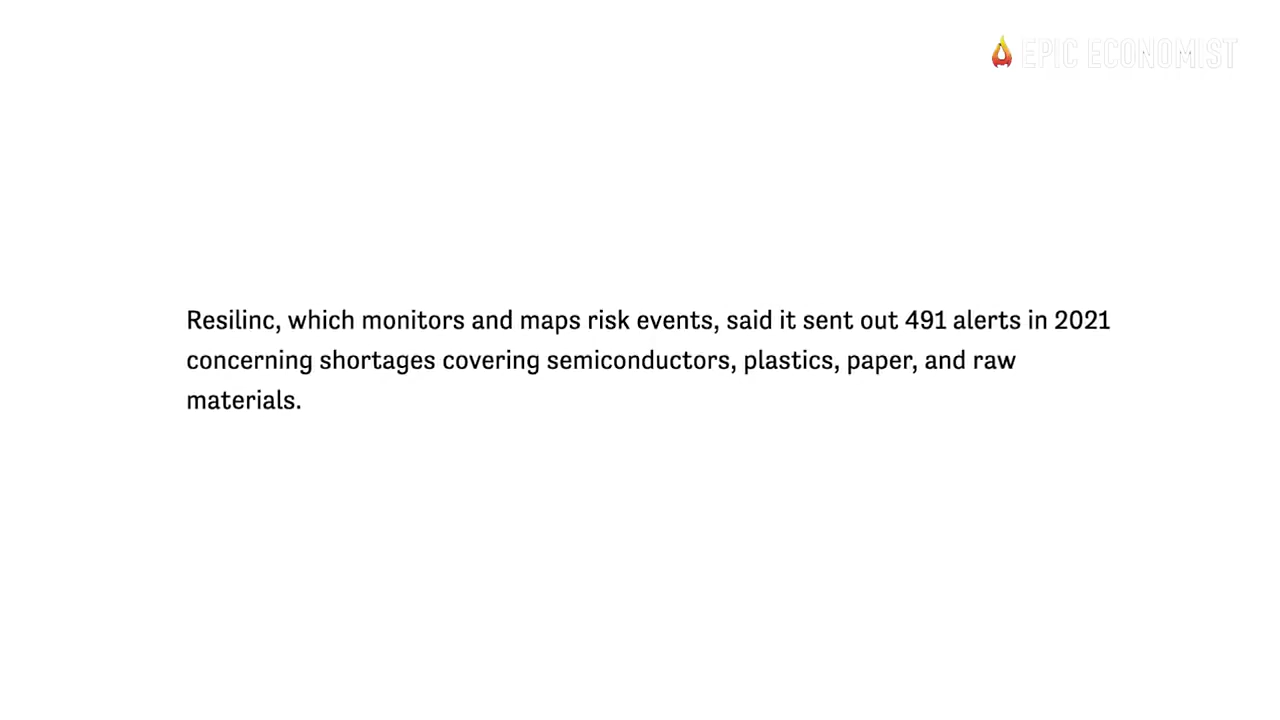 EPIC ECONOMIST
Resilinc, which monitors and maps risk events, said it sent out 491 alerts in 2021
concerning shortages covering semiconductors, plastics, paper, and raw
materials.